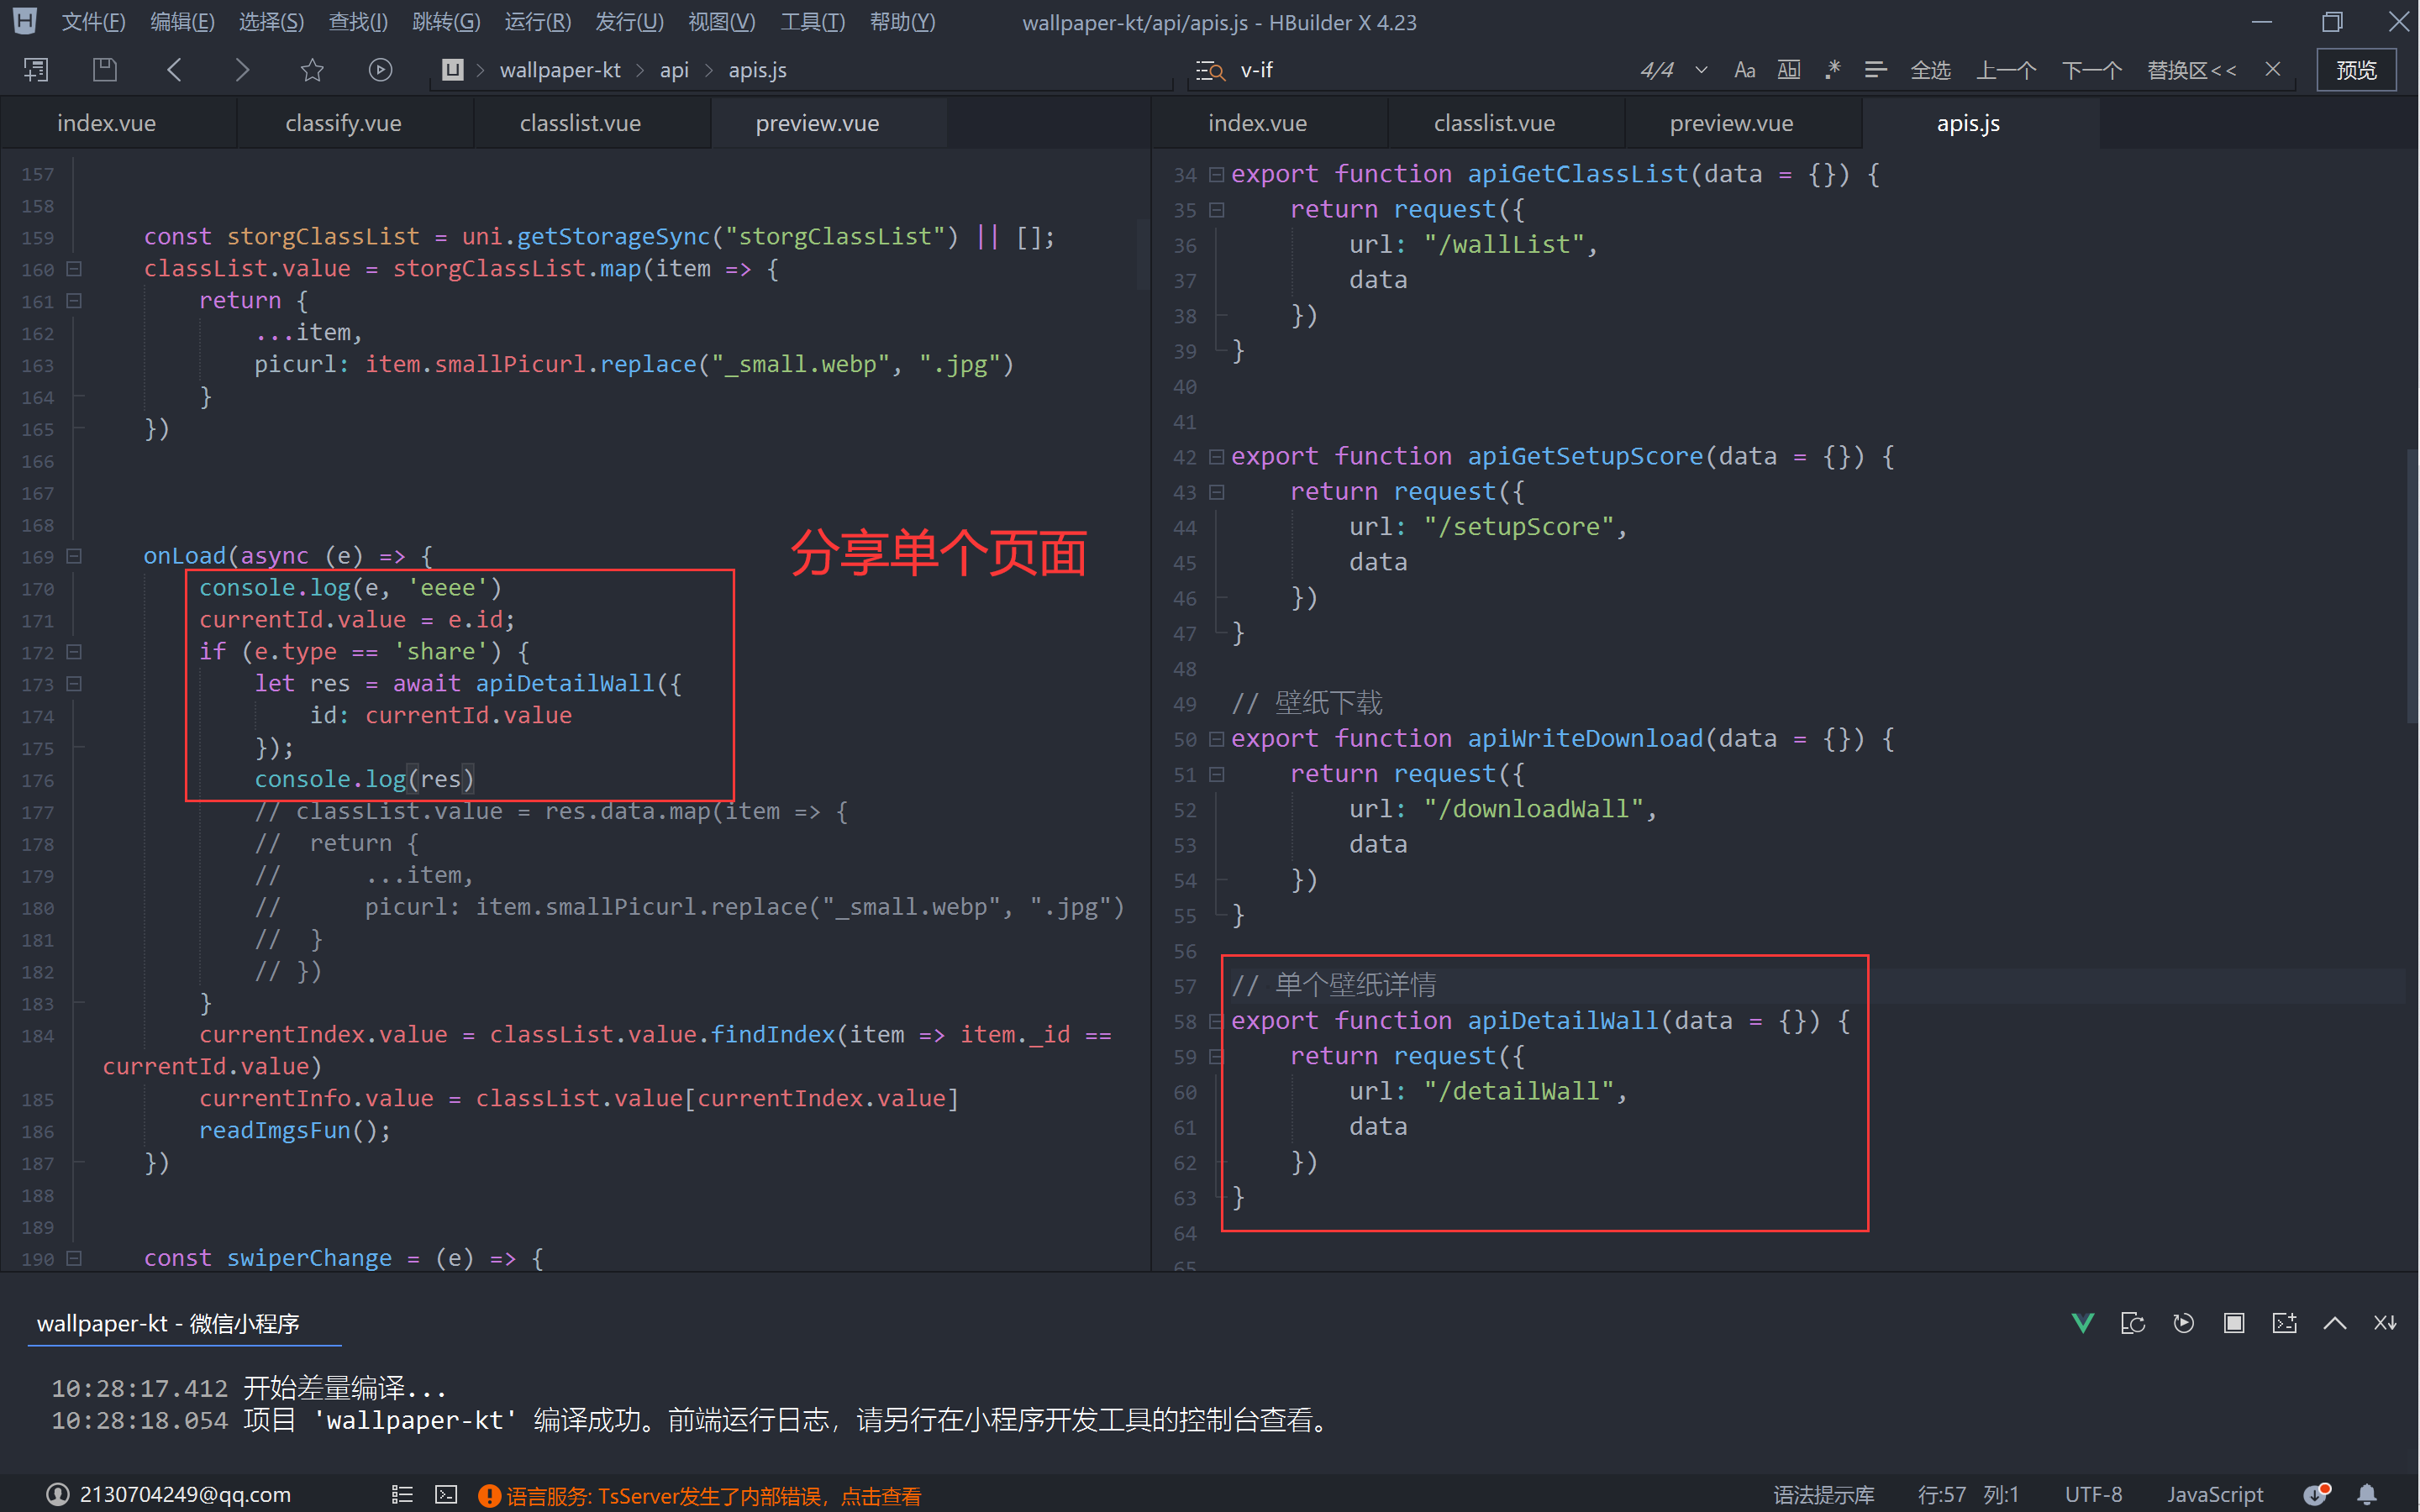 文件(F) 编辑(E) 选择(S) 查找(I) 跳转(G) 运行(R) 发行(U) 视图(V) 工具(T) 帮助(Y) wallpaper-kt/api/apis.js - HBuilder X 4.23
wallpaper-kt > api > apis.js v-if 4/4 Aa Ab| .* 全选 上一个 下一个 替换区<< 预览
index.vue classify.vue classlist.vue preview.vue
157
158
159 const storgClassList = uni.getStorageSync("storgClassList") || [];
160 classList.value = storgClassList.map(item => {
161 return {
162 ...item,
163 picurl: item.smallPicurl.replace("_small.webp", ".jpg")
164 }
165 })
166
167
168
分享单个页面
169 onLoad(async (e) => {
170 console.log(e, 'eeee')
171 currentId.value = e.id;
172 if (e.type == 'share') {
173 let res = await apiDetailWall({
174 id: currentId.value
175 });
176 console.log(res)
177 // classList.value = res.data.map(item => {
178 // return {
179 // ...item,
180 // picurl: item.smallPicurl.replace("_small.webp", ".jpg")
181 // }
182 // })
183 }
184 currentIndex.value = classList.value.findIndex(item => item._id ==
currentId.value)
185 currentInfo.value = classList.value[currentIndex.value]
186 readImgsFun();
187 })
188
189
190 const swiperChange = (e) => {
index.vue classlist.vue preview.vue apis.js
34 export function apiGetClassList(data = {}) {
35 return request({
36 url: "/wallList",
37 data
38 })
39 }
40
41
42 export function apiGetSetupScore(data = {}) {
43 return request({
44 url: "/setupScore",
45 data
46 })
47 }
48
49 // 壁纸下载
50 export function apiWriteDownload(data = {}) {
51 return request({
52 url: "/downloadWall",
53 data
54 })
55 }
56
57 // 单个壁纸详情
58 export function apiDetailWall(data = {}) {
59 return request({
60 url: "/detailWall",
61 data
62 })
63 }
64
65
wallpaper-kt - 微信小程序
10:28:17.412 开始差量编译...
10:28:18.054 项目 'wallpaper-kt' 编译成功。前端运行日志，请另行在小程序开发工具的控制台查看。
2130704249@qq.com 语言服务: TsServer发生了内部错误，点击查看 语法提示库 行:57 列:1 UTF-8 JavaScript